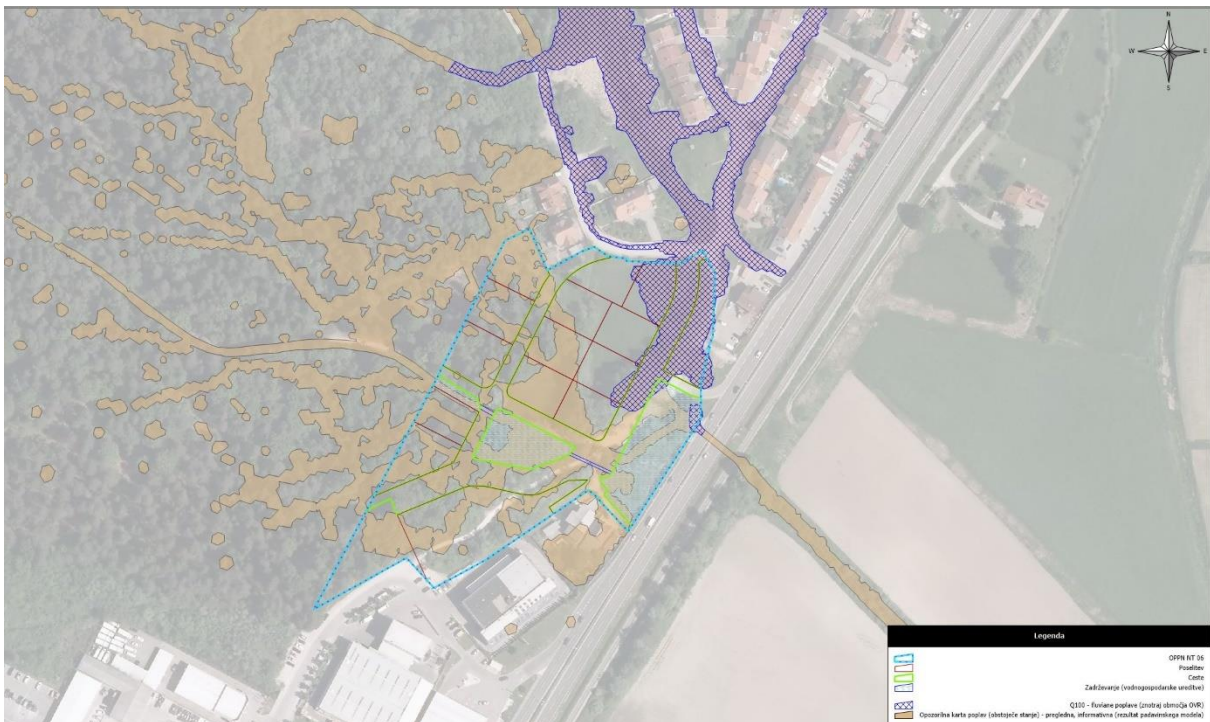 N
W E
S
Legenda
OPPN NT 06
Poselitev
Ceste
Zadrževanje (vodnogospodarske ureditve)
Q100 - fluvialne poplave (znotraj območja OVR)
Opozorilna karta poplav (obstoječe stanje) - pregledna, informativna (rezultat padavinskega modela)